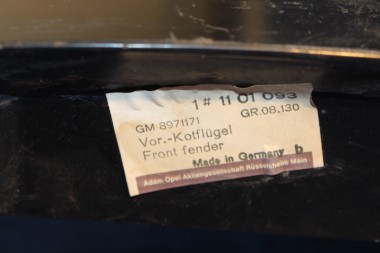 1 # 11 01 093
GR.08.130
GM 8971171
Vor.-Kotflügel
Front fender
Made in Germany b
Adam Opel Aktiengesellschaft Rüsselsheim Main